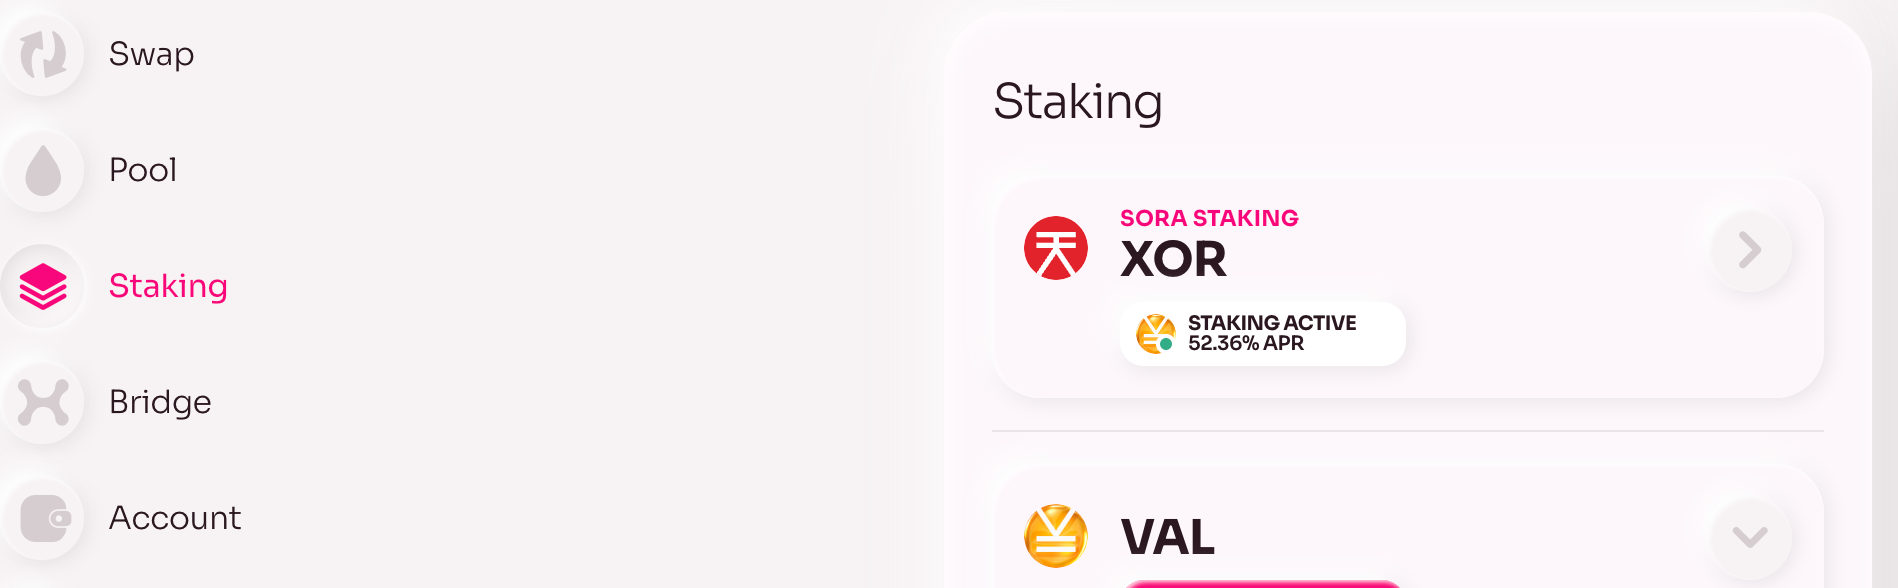 Swap
Pool
Staking
Bridge
Account
Staking
SORA STAKING
XOR
STAKING ACTIVE
52.36% APR
VAL